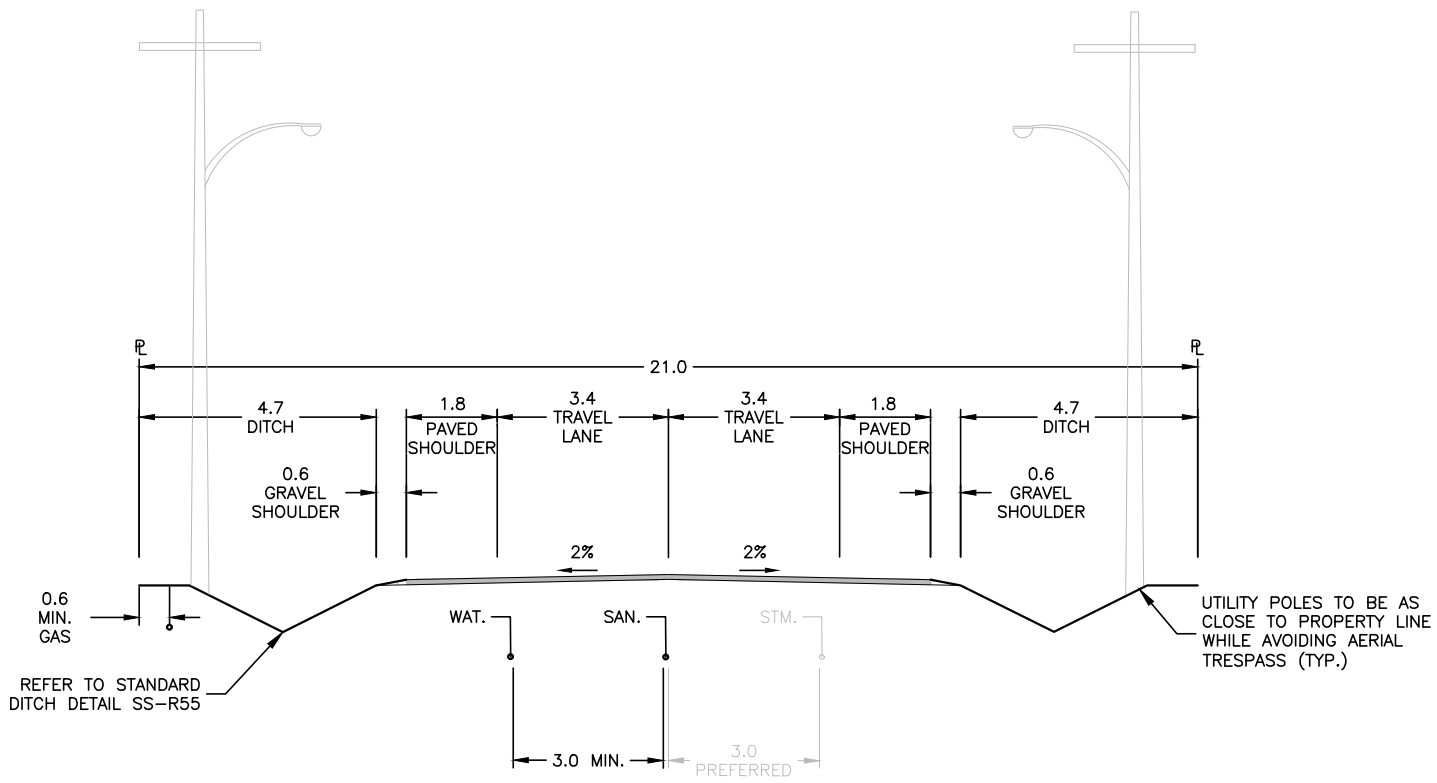 ℄
℄
21.0
4.7
DITCH
1.8
PAVED
SHOULDER
3.4
TRAVEL
LANE
3.4
TRAVEL
LANE
1.8
PAVED
SHOULDER
4.7
DITCH
0.6
GRAVEL
SHOULDER
0.6
GRAVEL
SHOULDER
2%
2%
0.6
MIN.
GAS
WAT.
SAN.
STM.
UTILITY POLES TO BE AS
CLOSE TO PROPERTY LINE
WHILE AVOIDING AERIAL
TRESPASS (TYP.)
REFER TO STANDARD
DITCH DETAIL SS-R55
3.0 MIN.
3.0
PREFERRED